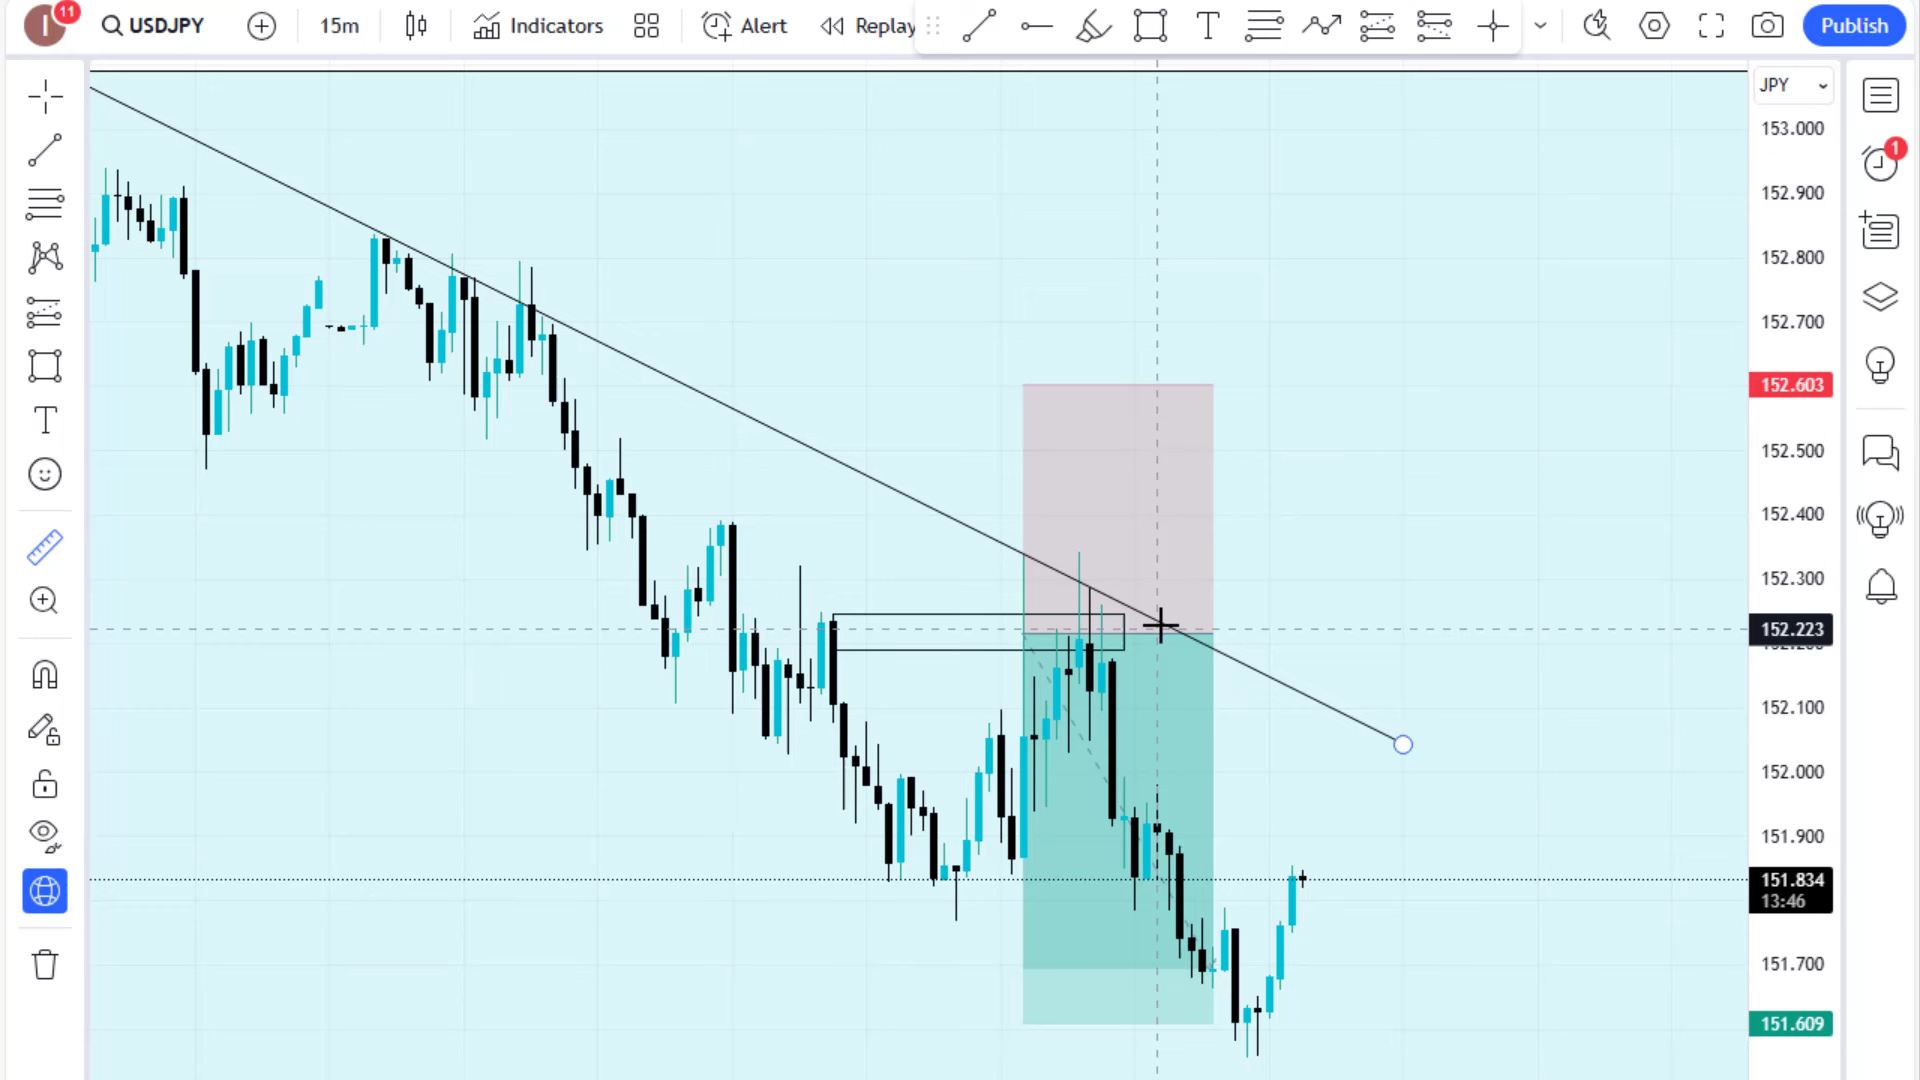 I
11
USDJPY
15m
Indicators
Alert
Replay
T
Publish
JPY
153.000
1
152.900
152.800
152.700
152.603
T
152.500
152.400
152.300
152.223
152.100
152.000
151.900
151.834
13:46
151.700
151.609